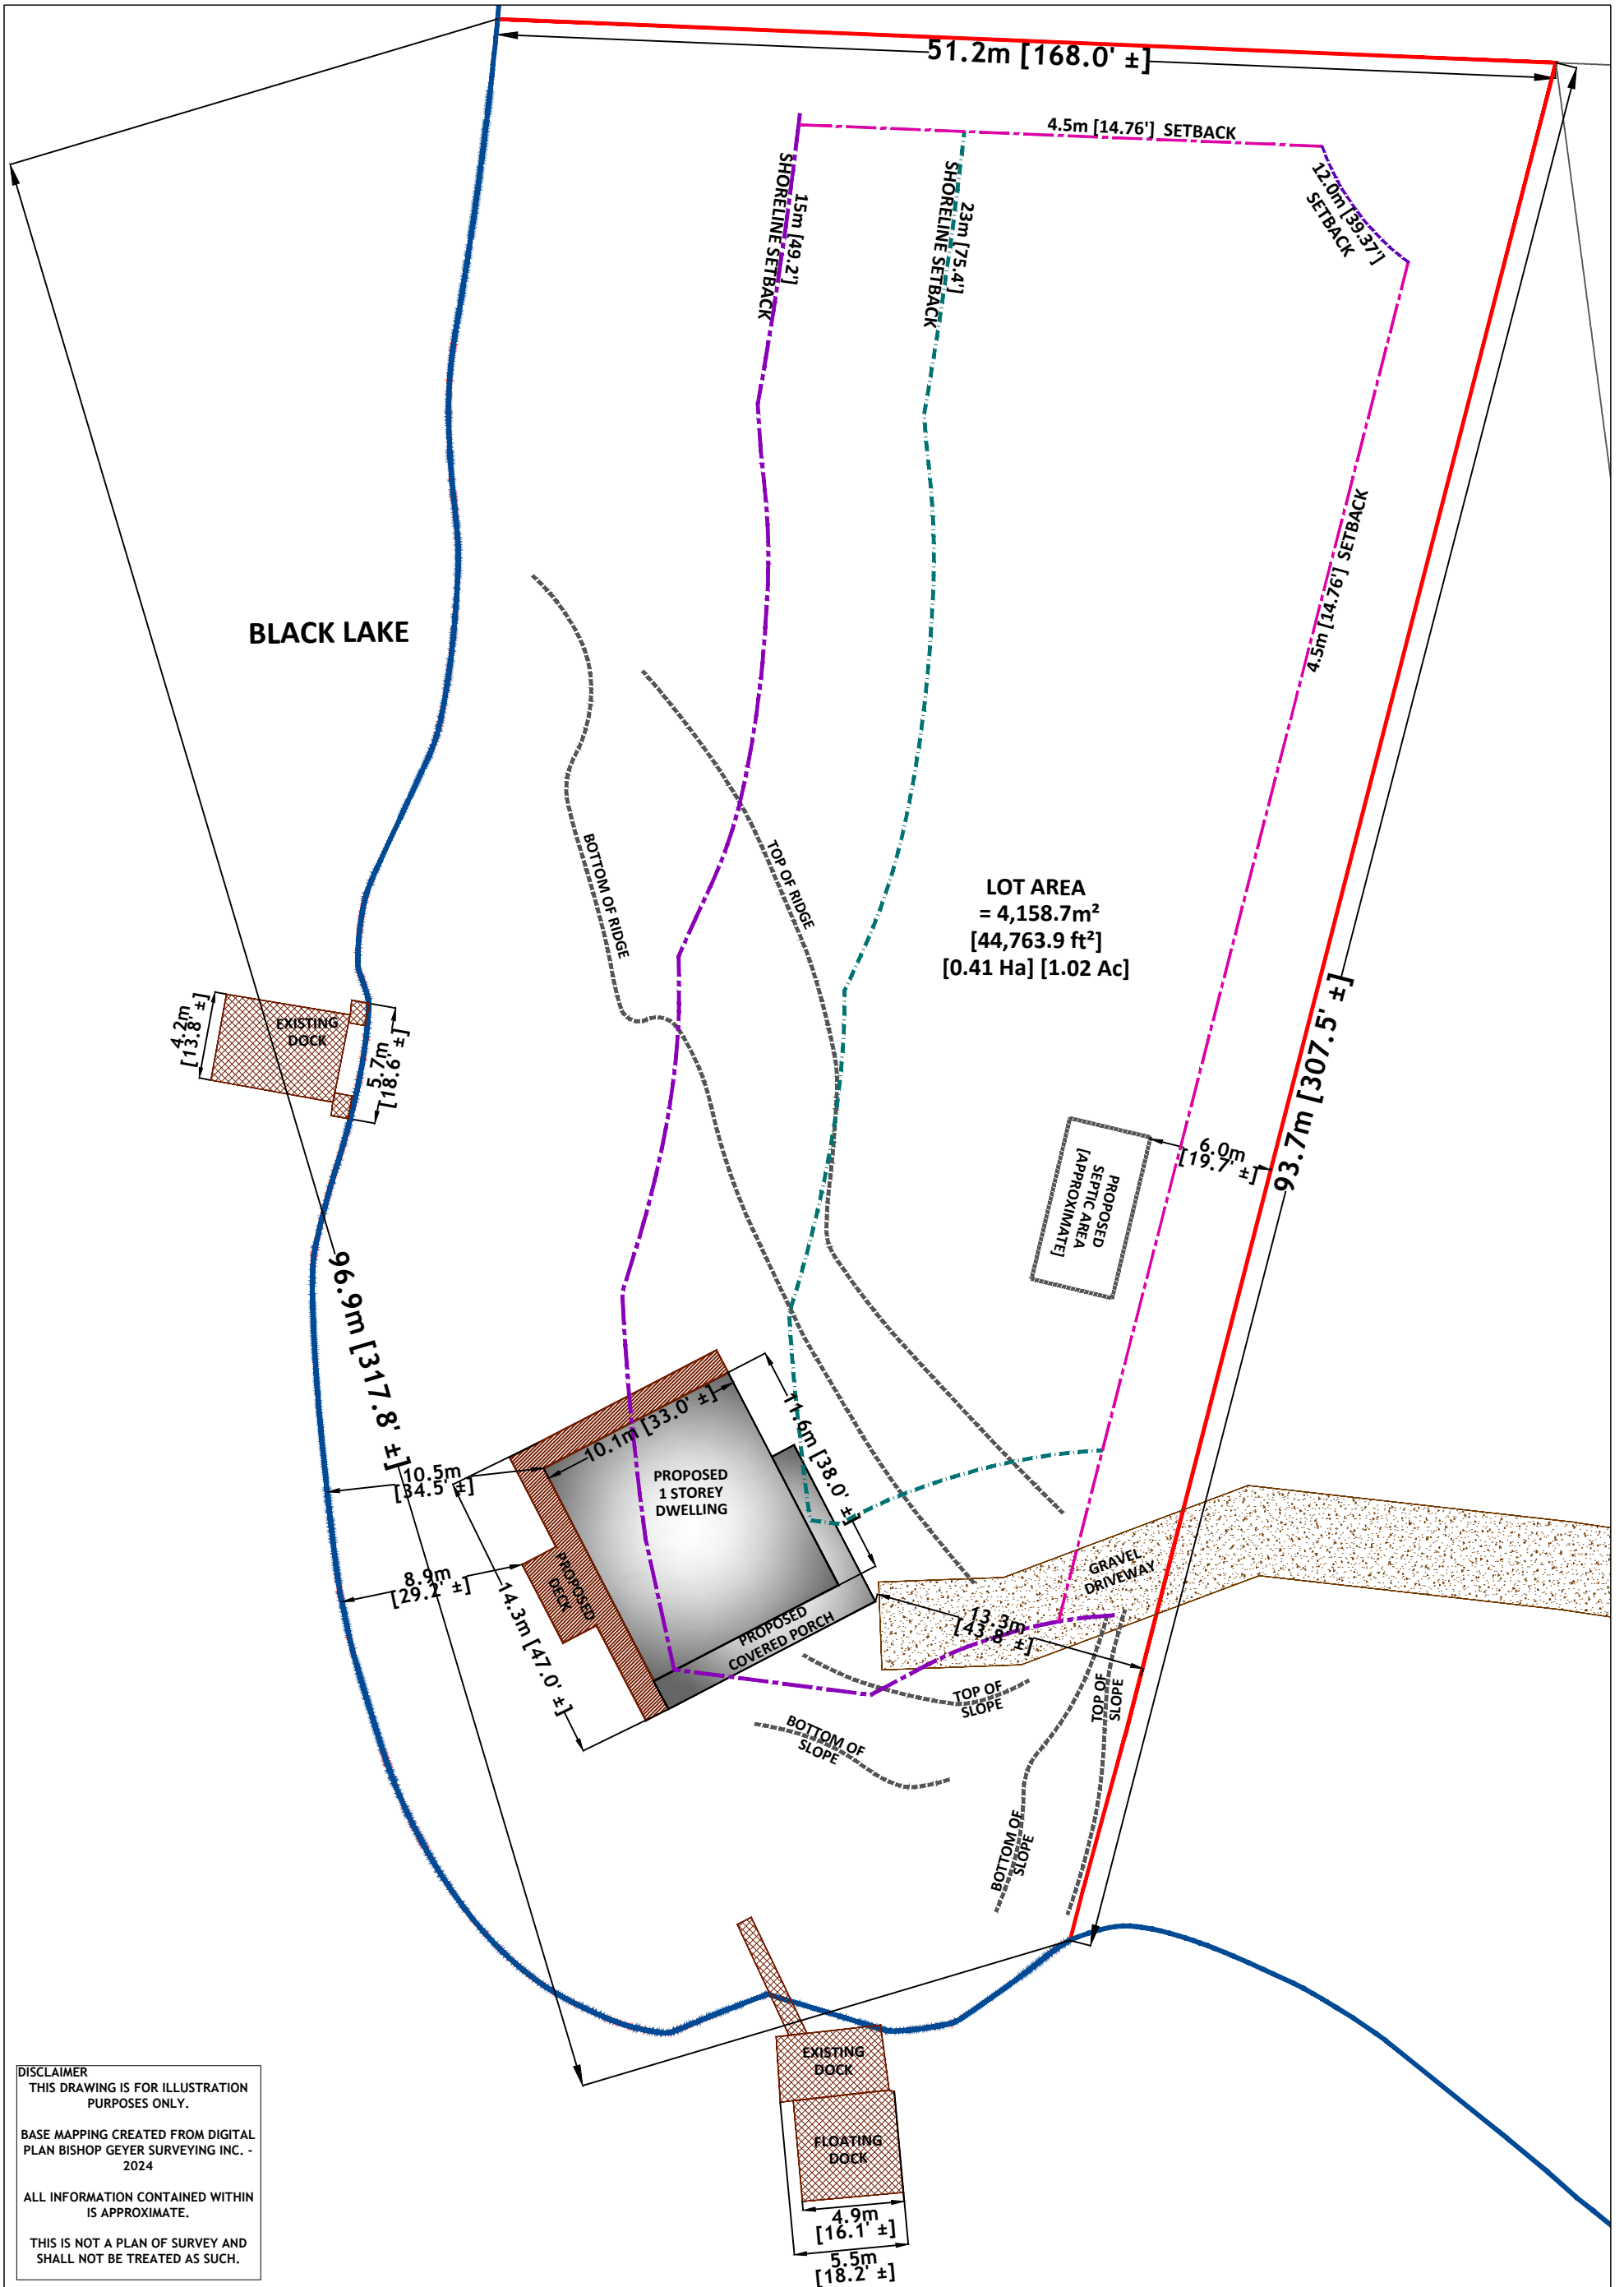 51.2m [168.0' ±]
4.5m [14.76']  SETBACK
12.0m [39.37']
SETBACK
15m [49.2']
SHORELINE SETBACK
23m [75.4']
SHORELINE SETBACK
4.5m [14.76']  SETBACK
BLACK LAKE
BOTTOM OF RIDGE
TOP OF RIDGE
LOT AREA
= 4,158.7m²
[44,763.9 ft²]
[0.41 Ha] [1.02 Ac]
93.7m [307.5' ±]
EXISTING
DOCK
4.2m
[13.8' ±]
5.7m
[18.6' ±]
6.0m
[19.7' ±]
PROPOSED
SEPTIC AREA
[APPROXIMATE]
96.9m [317.8' ±]
10.1m [33.0' ±]
11.6m [38.0' ±]
10.5m
[34.5' ±]
PROPOSED
1 STOREY
DWELLING
8.9m
[29.2' ±]
PROPOSED
DECK
14.3m [47.0' ±]
PROPOSED
COVERED PORCH
GRAVEL
DRIVEWAY
13.3m
[43.8' ±]
TOP OF
SLOPE
TOP OF
SLOPE
BOTTOM OF
SLOPE
BOTTOM OF
SLOPE
EXISTING
DOCK
FLOATING
DOCK
4.9m
[16.1' ±]
5.5m
[18.2' ±]
DISCLAIMER
THIS DRAWING IS FOR ILLUSTRATION
PURPOSES ONLY.
BASE MAPPING CREATED FROM DIGITAL
PLAN BISHOP GEYER SURVEYING INC. -
2024
ALL INFORMATION CONTAINED WITHIN
IS APPROXIMATE.
THIS IS NOT A PLAN OF SURVEY AND
SHALL NOT BE TREATED AS SUCH.